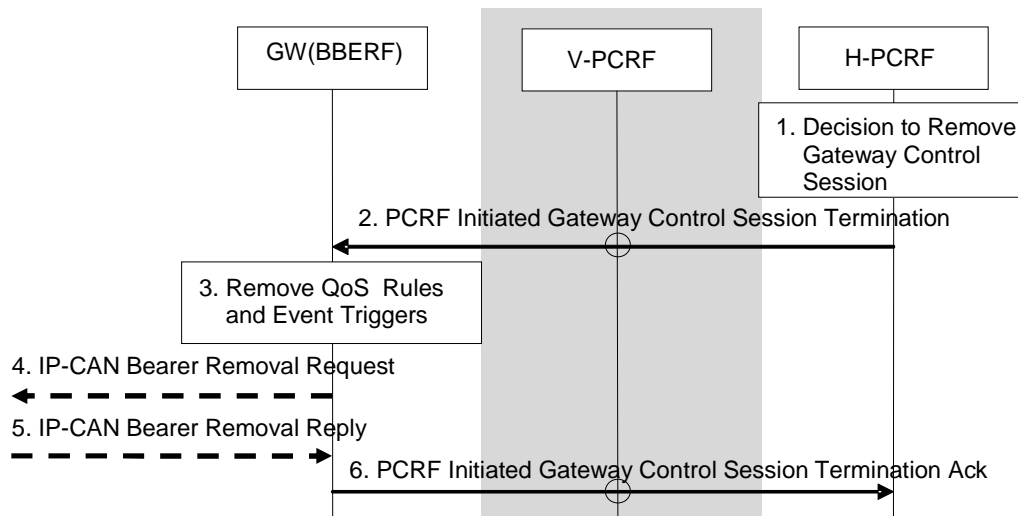 GW(BBERF)
V-PCRF
H-PCRF
1. Decision to Remove
Gateway Control
Session
2. PCRF Initiated Gateway Control Session Termination
3. Remove QoS Rules
and Event Triggers
4. IP-CAN Bearer Removal Request
5. IP-CAN Bearer Removal Reply
6. PCRF Initiated Gateway Control Session Termination Ack